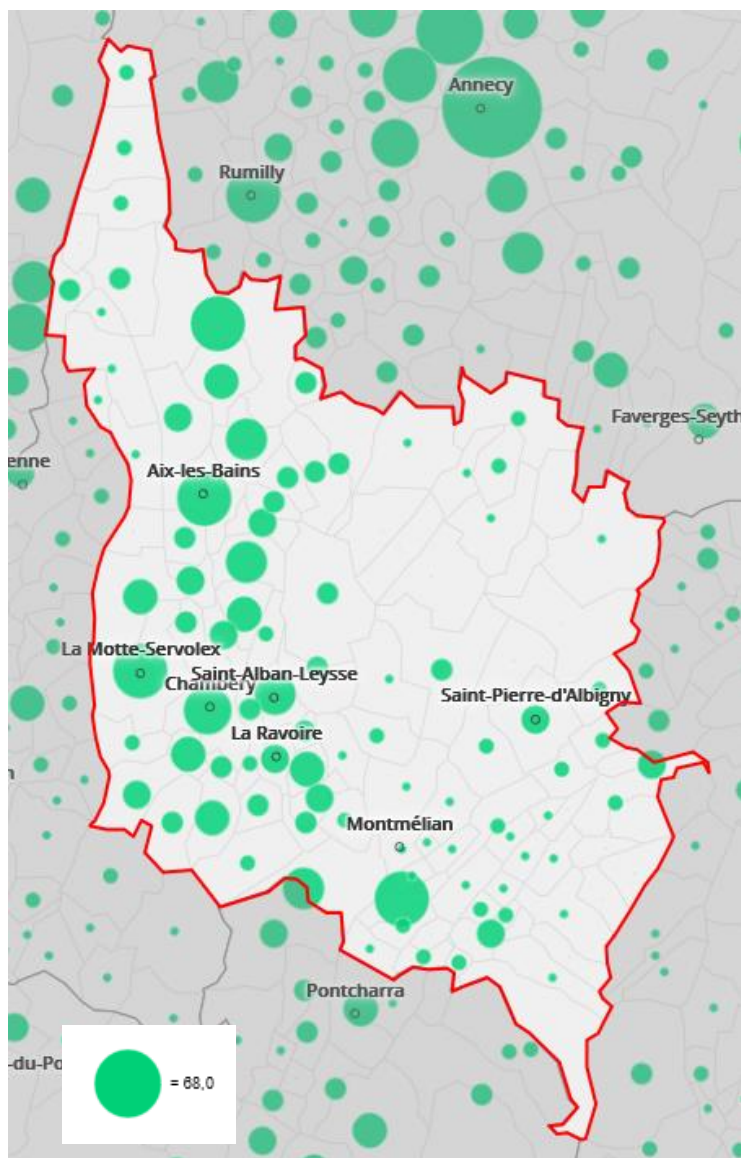 Annecy
Rumilly
Faverges-Seyth
enne
Aix-les-Bains
La Motte-Servolex
Saint-Alban-Leysse
Chambéry
Saint-Pierre-d'Albigny
La Ravoire
n
Montmélian
Pontcharra
-du-Po
= 68,0